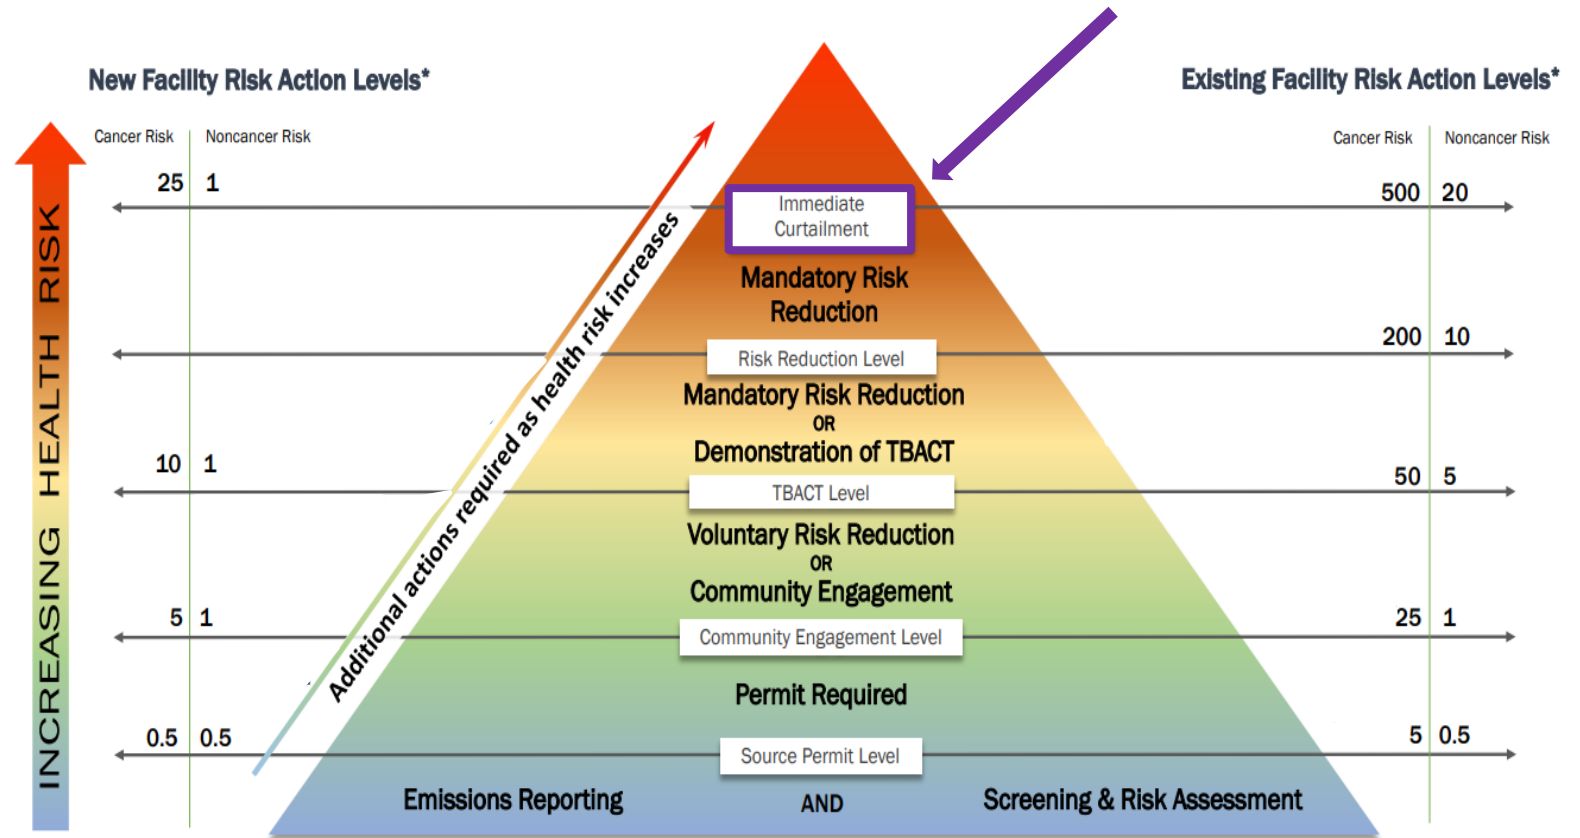 New Facility Risk Action Levels*
Existing Facility Risk Action Levels*
Cancer Risk
Noncancer Risk
Cancer Risk
Noncancer Risk
25 1
500 20
Immediate
Curtailment
Mandatory Risk
Reduction
200 10
Risk Reduction Level
Mandatory Risk Reduction
OR
Demonstration of TBACT
10 1
50 5
TBACT Level
Voluntary Risk Reduction
OR
Community Engagement
5 1
25 1
Community Engagement Level
Permit Required
0.5 0.5
5 0.5
Source Permit Level
Emissions Reporting
AND
Screening & Risk Assessment
INCREASING HEALTH RISK
Additional actions required as health risk increases